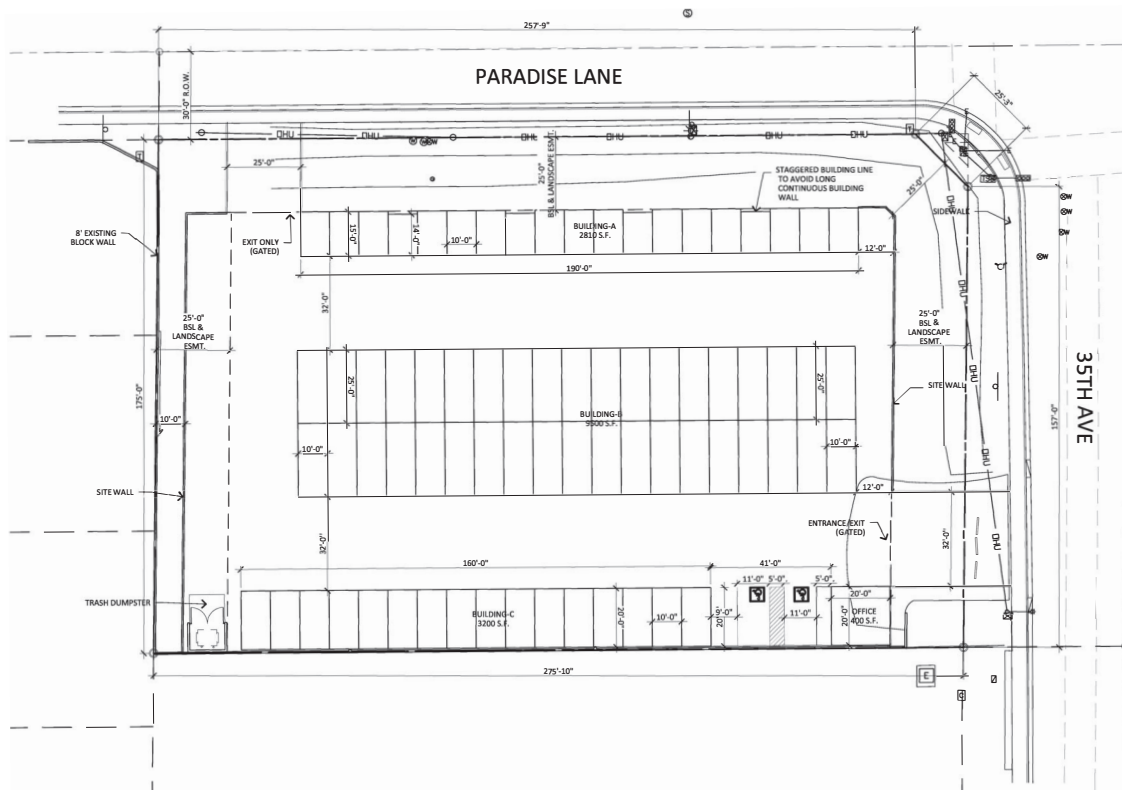 257'-9"
PARADISE LANE
30'-0" R.O.W.
25'-3"
25'-0"
BSL & LANDSCAPE ESMT.
25'-0"
STAGGERED BUILDING LINE
TO AVOID LONG
CONTINUOUS BUILDING
WALL
25'-0"
SIDEWALK
8' EXISTING
BLOCK WALL
EXIT ONLY
(GATED)
15'-0"
14'-0"
10'-0"
BUILDING-A
2810 S.F.
12'-0"
190'-0"
32'-0"
25'-0"
BSL &
LANDSCAPE
ESMT.
25'-0"
BSL &
LANDSCAPE
ESMT.
35TH AVE
175'-0"
157'-0"
25'-0"
25'-0"
SITE WALL
10'-0"
BUILDING-B
9500 S.F.
10'-0"
10'-0"
SITE WALL
12'-0"
ENTRANCE/EXIT
(GATED)
32'-0"
32'-0"
160'-0"
41'-0"
11'-0"
5'-0"
5'-0"
20'-0"
TRASH DUMPSTER
BUILDING-C
3200 S.F.
20'-0"
10'-0"
20'-0"
9'-0"
11'-0"
20'-0"
OFFICE
400 S.F.
275'-10"
E